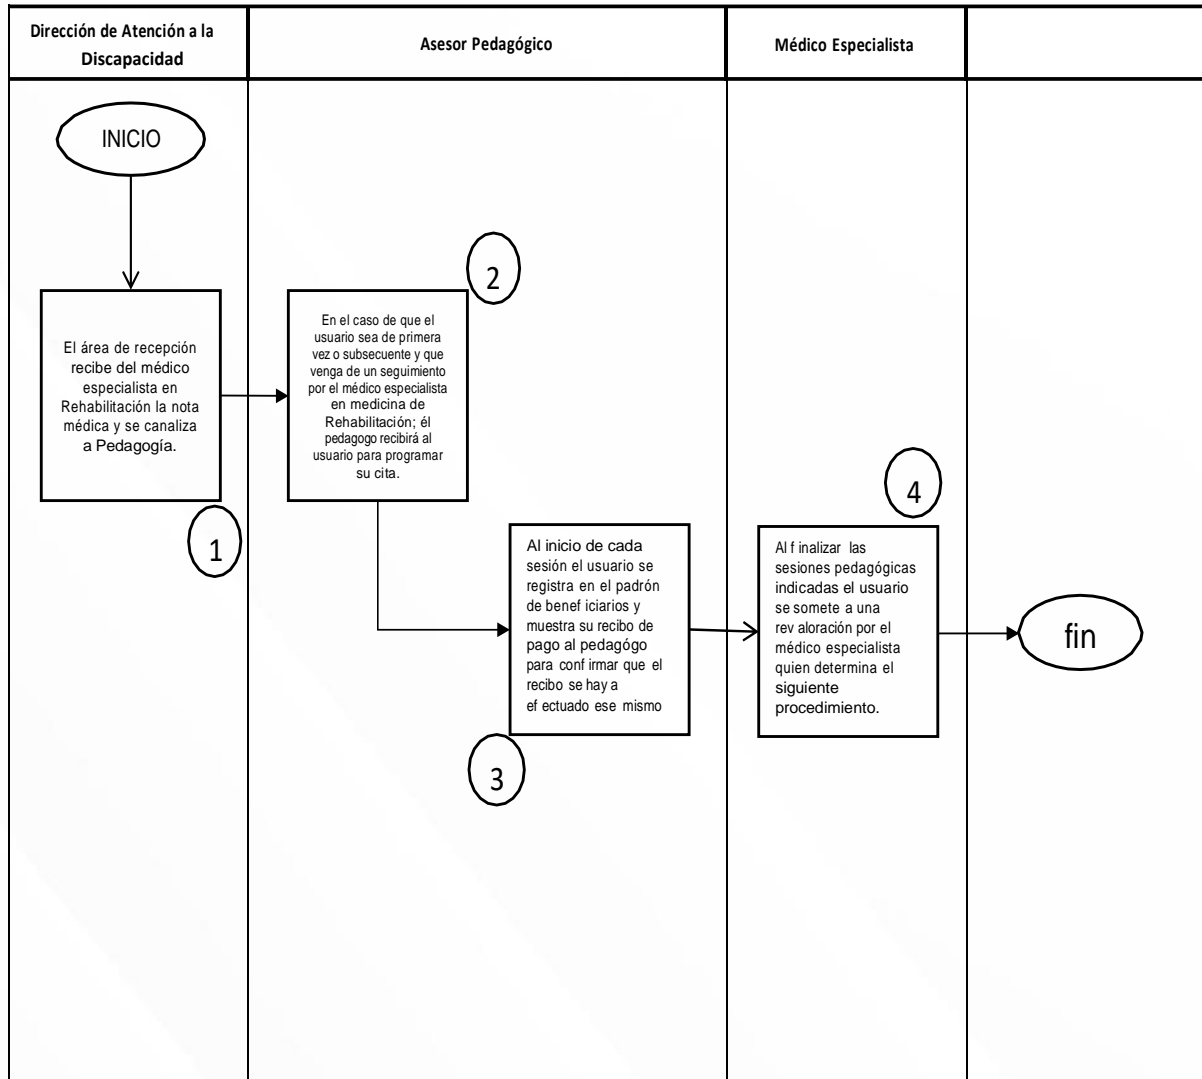 Dirección de Atención a la
Discapacidad
Asesor Pedagógico
Médico Especialista
INICIO
El área de recepción
recibe del médico
especialista en
Rehabilitación la nota
médica y se canaliza
a Pedagogía.
1
2
En el caso de que el
usuario sea de primera
vez o subsecuente y que
venga de un seguimiento
por el médico especialista
en medicina de
Rehabilitación; él
pedagogo recibirá al
usuario para programar
su cita.
Al inicio de cada
sesión el usuario se
registra en el padrón
de benef iciarios y
muestra su recibo de
pago al pedagógo
para conf irmar que el
recibo se hay a
ef ectuado ese mismo
3
4
Al f inalizar las
sesiones pedagógicas
indicadas el usuario
se somete a una
rev aloración por el
médico especialista
quien determina el
siguiente
procedimiento.
fin